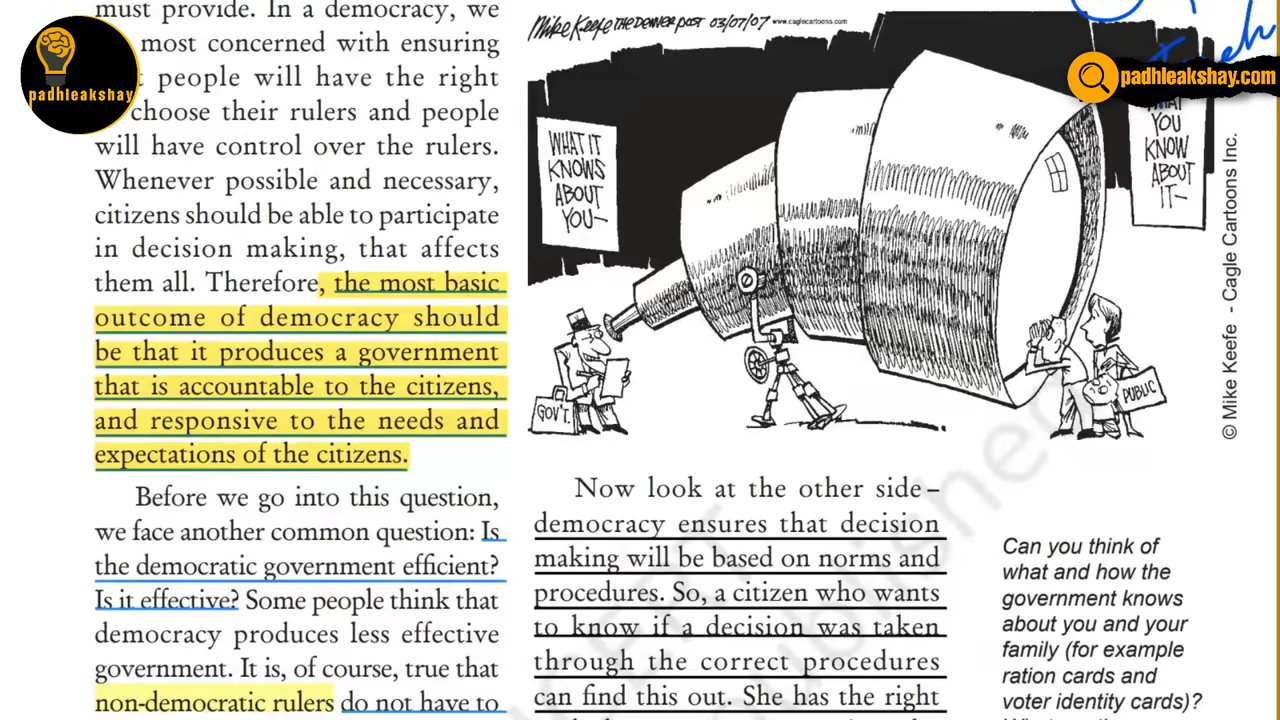 must provide. In a democracy, we
most concerned with ensuring
people will have the right
choose their rulers and people
will have control over the rulers.
Whenever possible and necessary,
citizens should be able to participate
in decision making, that affects
them all. Therefore, the most basic
outcome of democracy should
be that it produces a government
that is accountable to the citizens,
and responsive to the needs and
expectations of the citizens.
Before we go into this question,
we face another common question: Is
the democratic government efficient?
Is it effective? Some people think that
democracy produces less effective
government. It is, of course, true that
non-democratic rulers do not have to
padhleakshay
Mike Keefe THE DENVER POST 03/07/07 www.caglecartoons.com
WHAT IT
KNOWS
ABOUT
YOU—
YOU
KNOW
ABOUT
IT—
GOV'T.
PUBLIC
padhleakshay.com
© Mike Keefe - Cagle Cartoons Inc.
Now look at the other side –
democracy ensures that decision
making will be based on norms and
procedures. So, a citizen who wants
to know if a decision was taken
through the correct procedures
can find this out. She has the right
Can you think of
what and how the
government knows
about you and your
family (for example
ration cards and
voter identity cards)?